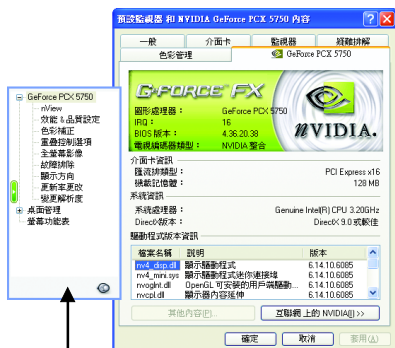 預設監視器 和 NVIDIA GeForce PCX 5750 內容
一般
介面卡
監視器
疑難排解
色彩管理
GeForce PCX 5750
GeForce PCX 5750
nView
效能 & 品質設定
色彩補正
重疊控制選項
全螢幕影像
故障排除
顯示方向
更新率更改
變更解析度
桌面管理
螢幕功能表
GEFORCE FX
圖形處理器： GeForce PCX 5750
IRQ： 16
BIOS 版本： 4.36.20.38
電視編碼器類型： NVIDIA 整合
NVIDIA.
介面卡資訊
匯流排類型： PCI Express x16
機載記憶體： 128 MB
系統資訊
系統處理器： Genuine Intel(R) CPU 3.20GHz
DirectX版本： DirectX 9.0 或較佳
驅動程式版本資訊
檔案名稱 說明 版本
nv4_disp.dll 顯示驅動程式 6.14.10.6085
nv4_mini.sys 顯示驅動程式迷你連接埠 6.14.10.6085
nvoglnt.dll OpenGL 可安裝的用戶端驅動... 6.14.10.6085
nvcpl.dll 顯示器內容延伸 6.14.10.6085
其他內容(P)...
互聯網 上的 NVIDIA(I) >>
確定
取消
套用(A)